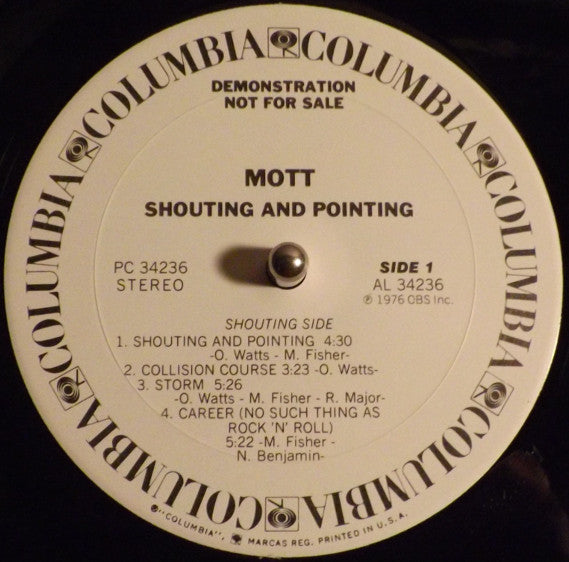 COLUMBIA COLUMBIA COLUMBIA COLUMBIA COLUMBIA COLUMBIA COLUMBIA
DEMONSTRATION
NOT FOR SALE
MOTT
SHOUTING AND POINTING
PC 34236
STEREO
SIDE 1
AL 34236
℗ 1976 CBS Inc.
SHOUTING SIDE
1. SHOUTING AND POINTING 4:30
-O. Watts - M. Fisher-
2. COLLISION COURSE 3:23 -O. Watts-
3. STORM 5:26
-O. Watts - M. Fisher - R. Major-
4. CAREER (NO SUCH THING AS
ROCK 'N' ROLL)
5:22 -M. Fisher -
N. Benjamin-
"COLUMBIA", MARCAS REG. PRINTED IN U.S.A.